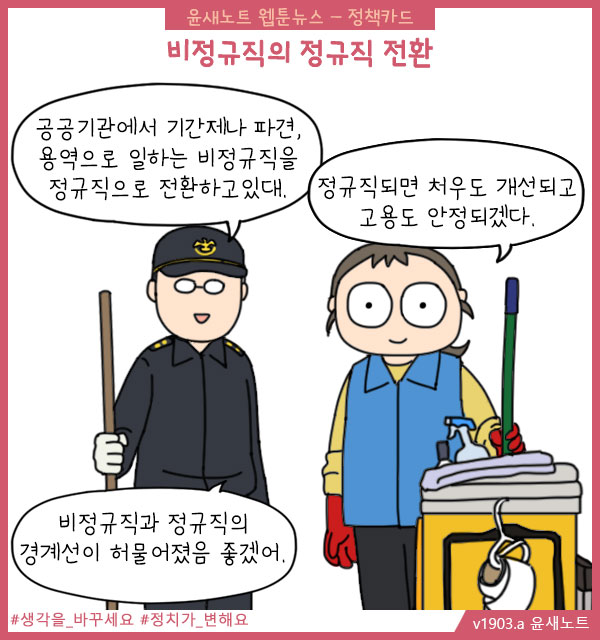 윤새노트 웹툰뉴스 - 정책카드
비정규직의 정규직 전환
공공기관에서 기간제나 파견,
용역으로 일하는 비정규직을
정규직으로 전환하고있대.
정규직되면 처우도 개선되고
고용도 안정되겠다.
비정규직과 정규직의
경계선이 허물어졌음 좋겠어.
#생각을_바꾸세요 #정치가_변해요
v1903.a 윤새노트